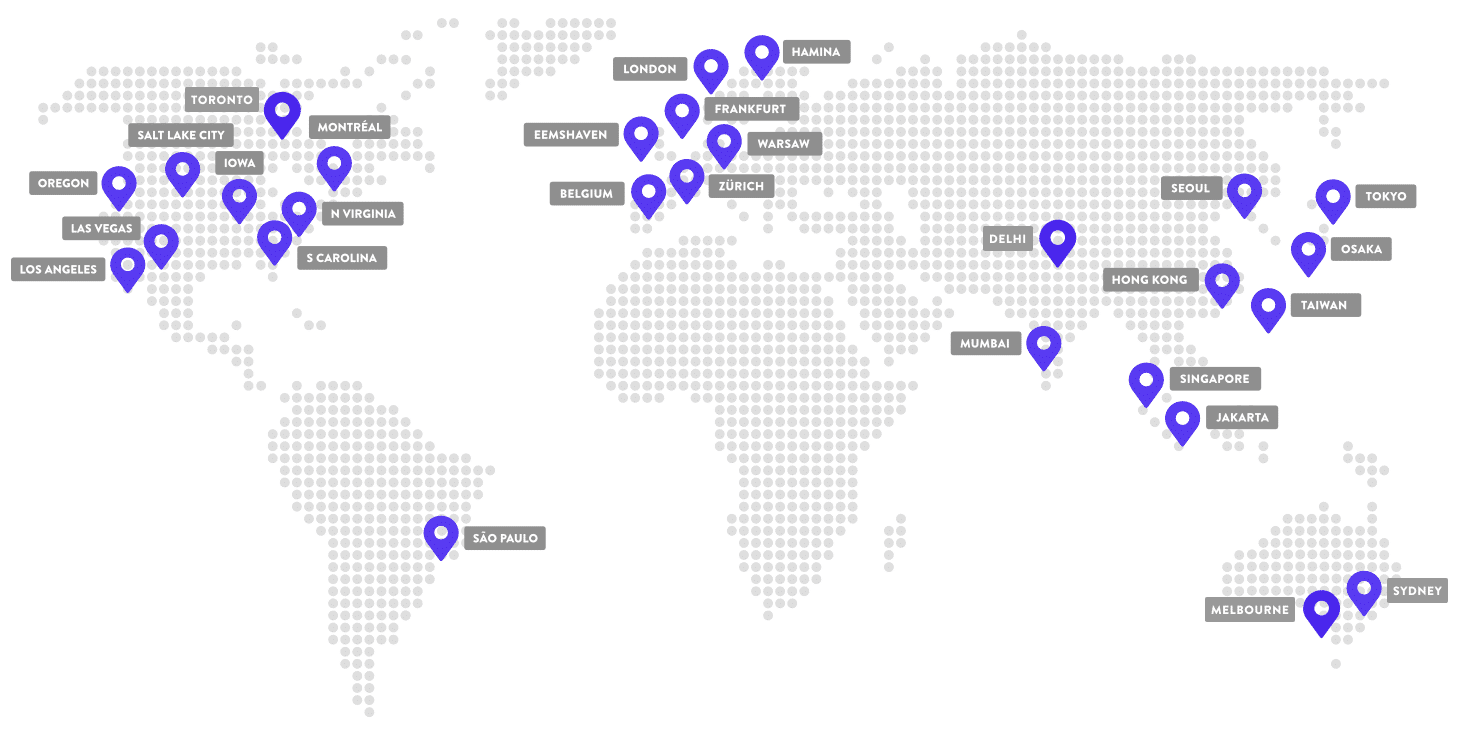 HAMINA
LONDON
TORONTO
FRANKFURT
MONTRÉAL
SALT LAKE CITY
EEMSHAVEN
WARSAW
IOWA
OREGON
ZÜRICH
SEOUL
BELGIUM
TOKYO
N VIRGINIA
LAS VEGAS
DELHI
OSAKA
S CAROLINA
LOS ANGELES
HONG KONG
TAIWAN
MUMBAI
SINGAPORE
JAKARTA
SÃO PAULO
SYDNEY
MELBOURNE